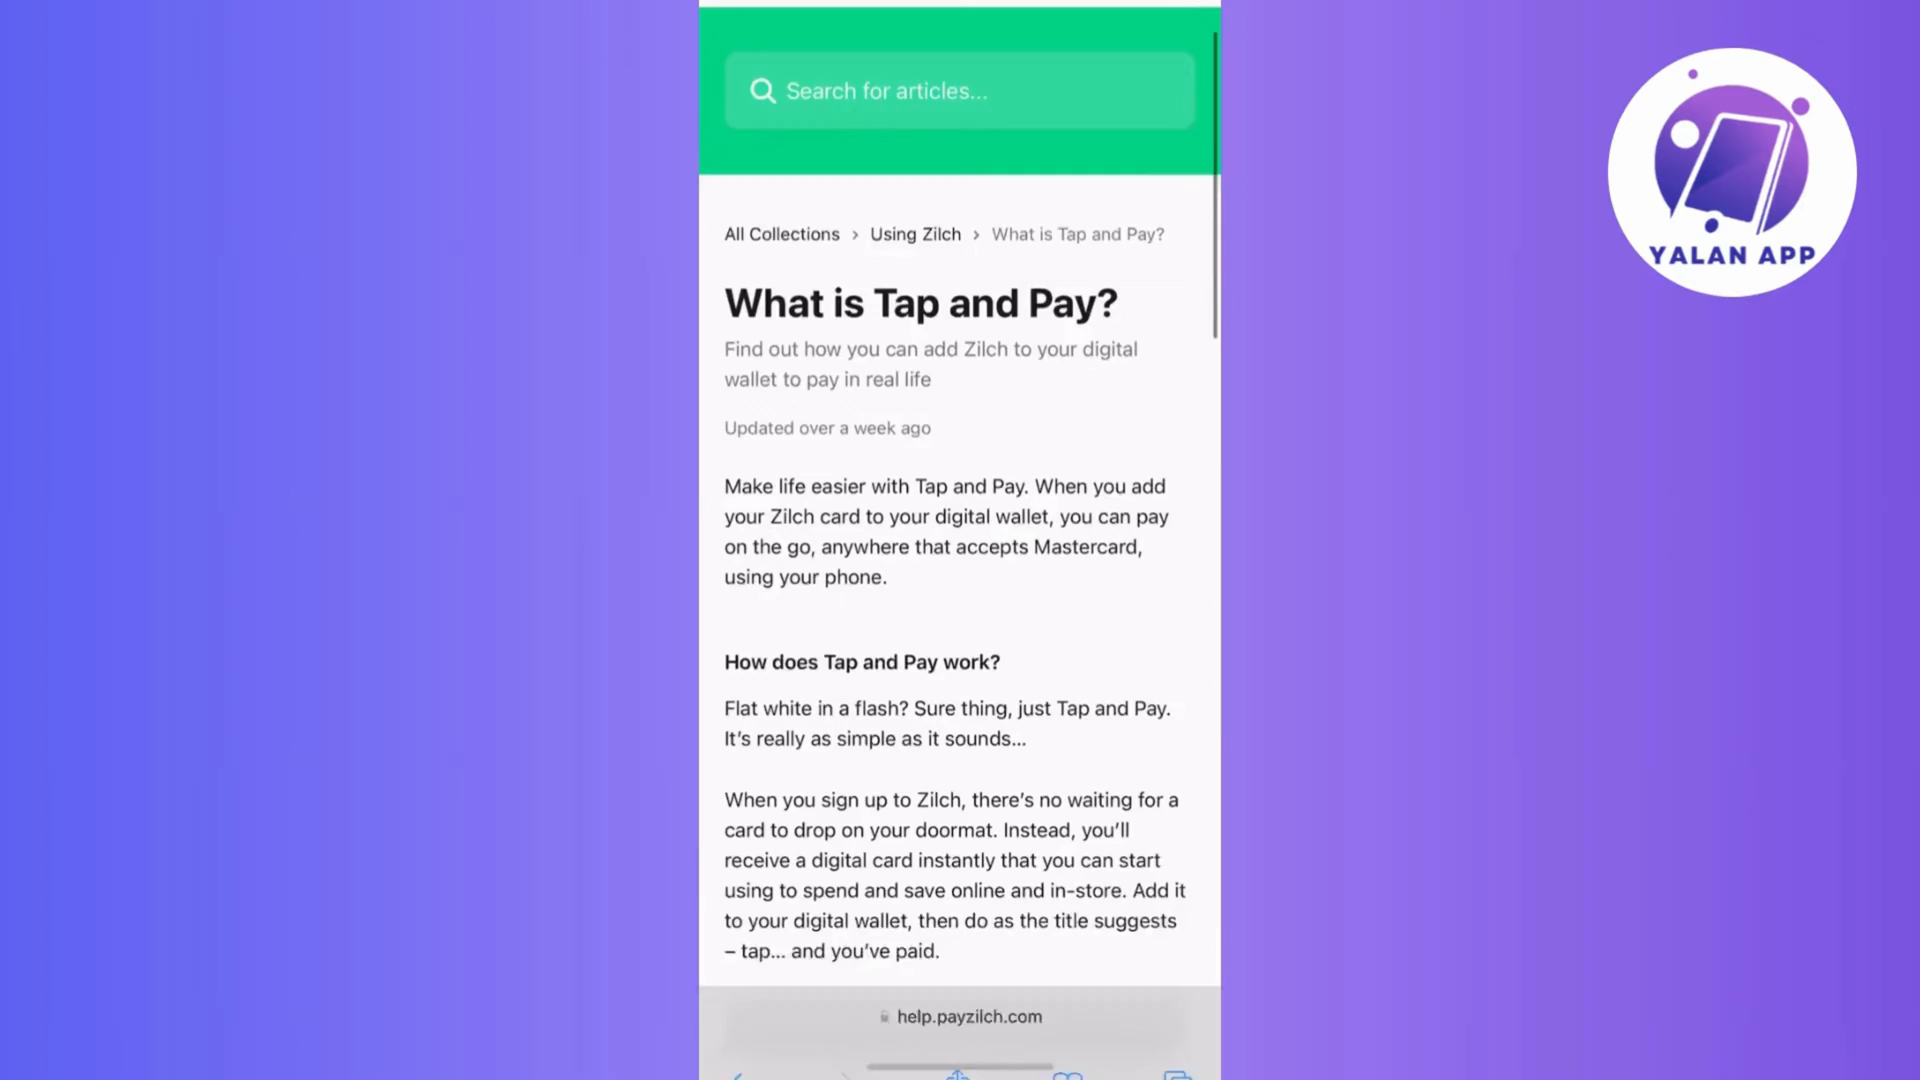 Search for articles...
YALAN APP
All Collections › Using Zilch › What is Tap and Pay?
What is Tap and Pay?
Find out how you can add Zilch to your digital
wallet to pay in real life
Updated over a week ago
Make life easier with Tap and Pay. When you add
your Zilch card to your digital wallet, you can pay
on the go, anywhere that accepts Mastercard,
using your phone.
How does Tap and Pay work?
Flat white in a flash? Sure thing, just Tap and Pay.
It’s really as simple as it sounds...
When you sign up to Zilch, there’s no waiting for a
card to drop on your doormat. Instead, you’ll
receive a digital card instantly that you can start
using to spend and save online and in-store. Add it
to your digital wallet, then do as the title suggests
– tap... and you’ve paid.
help.payzilch.com